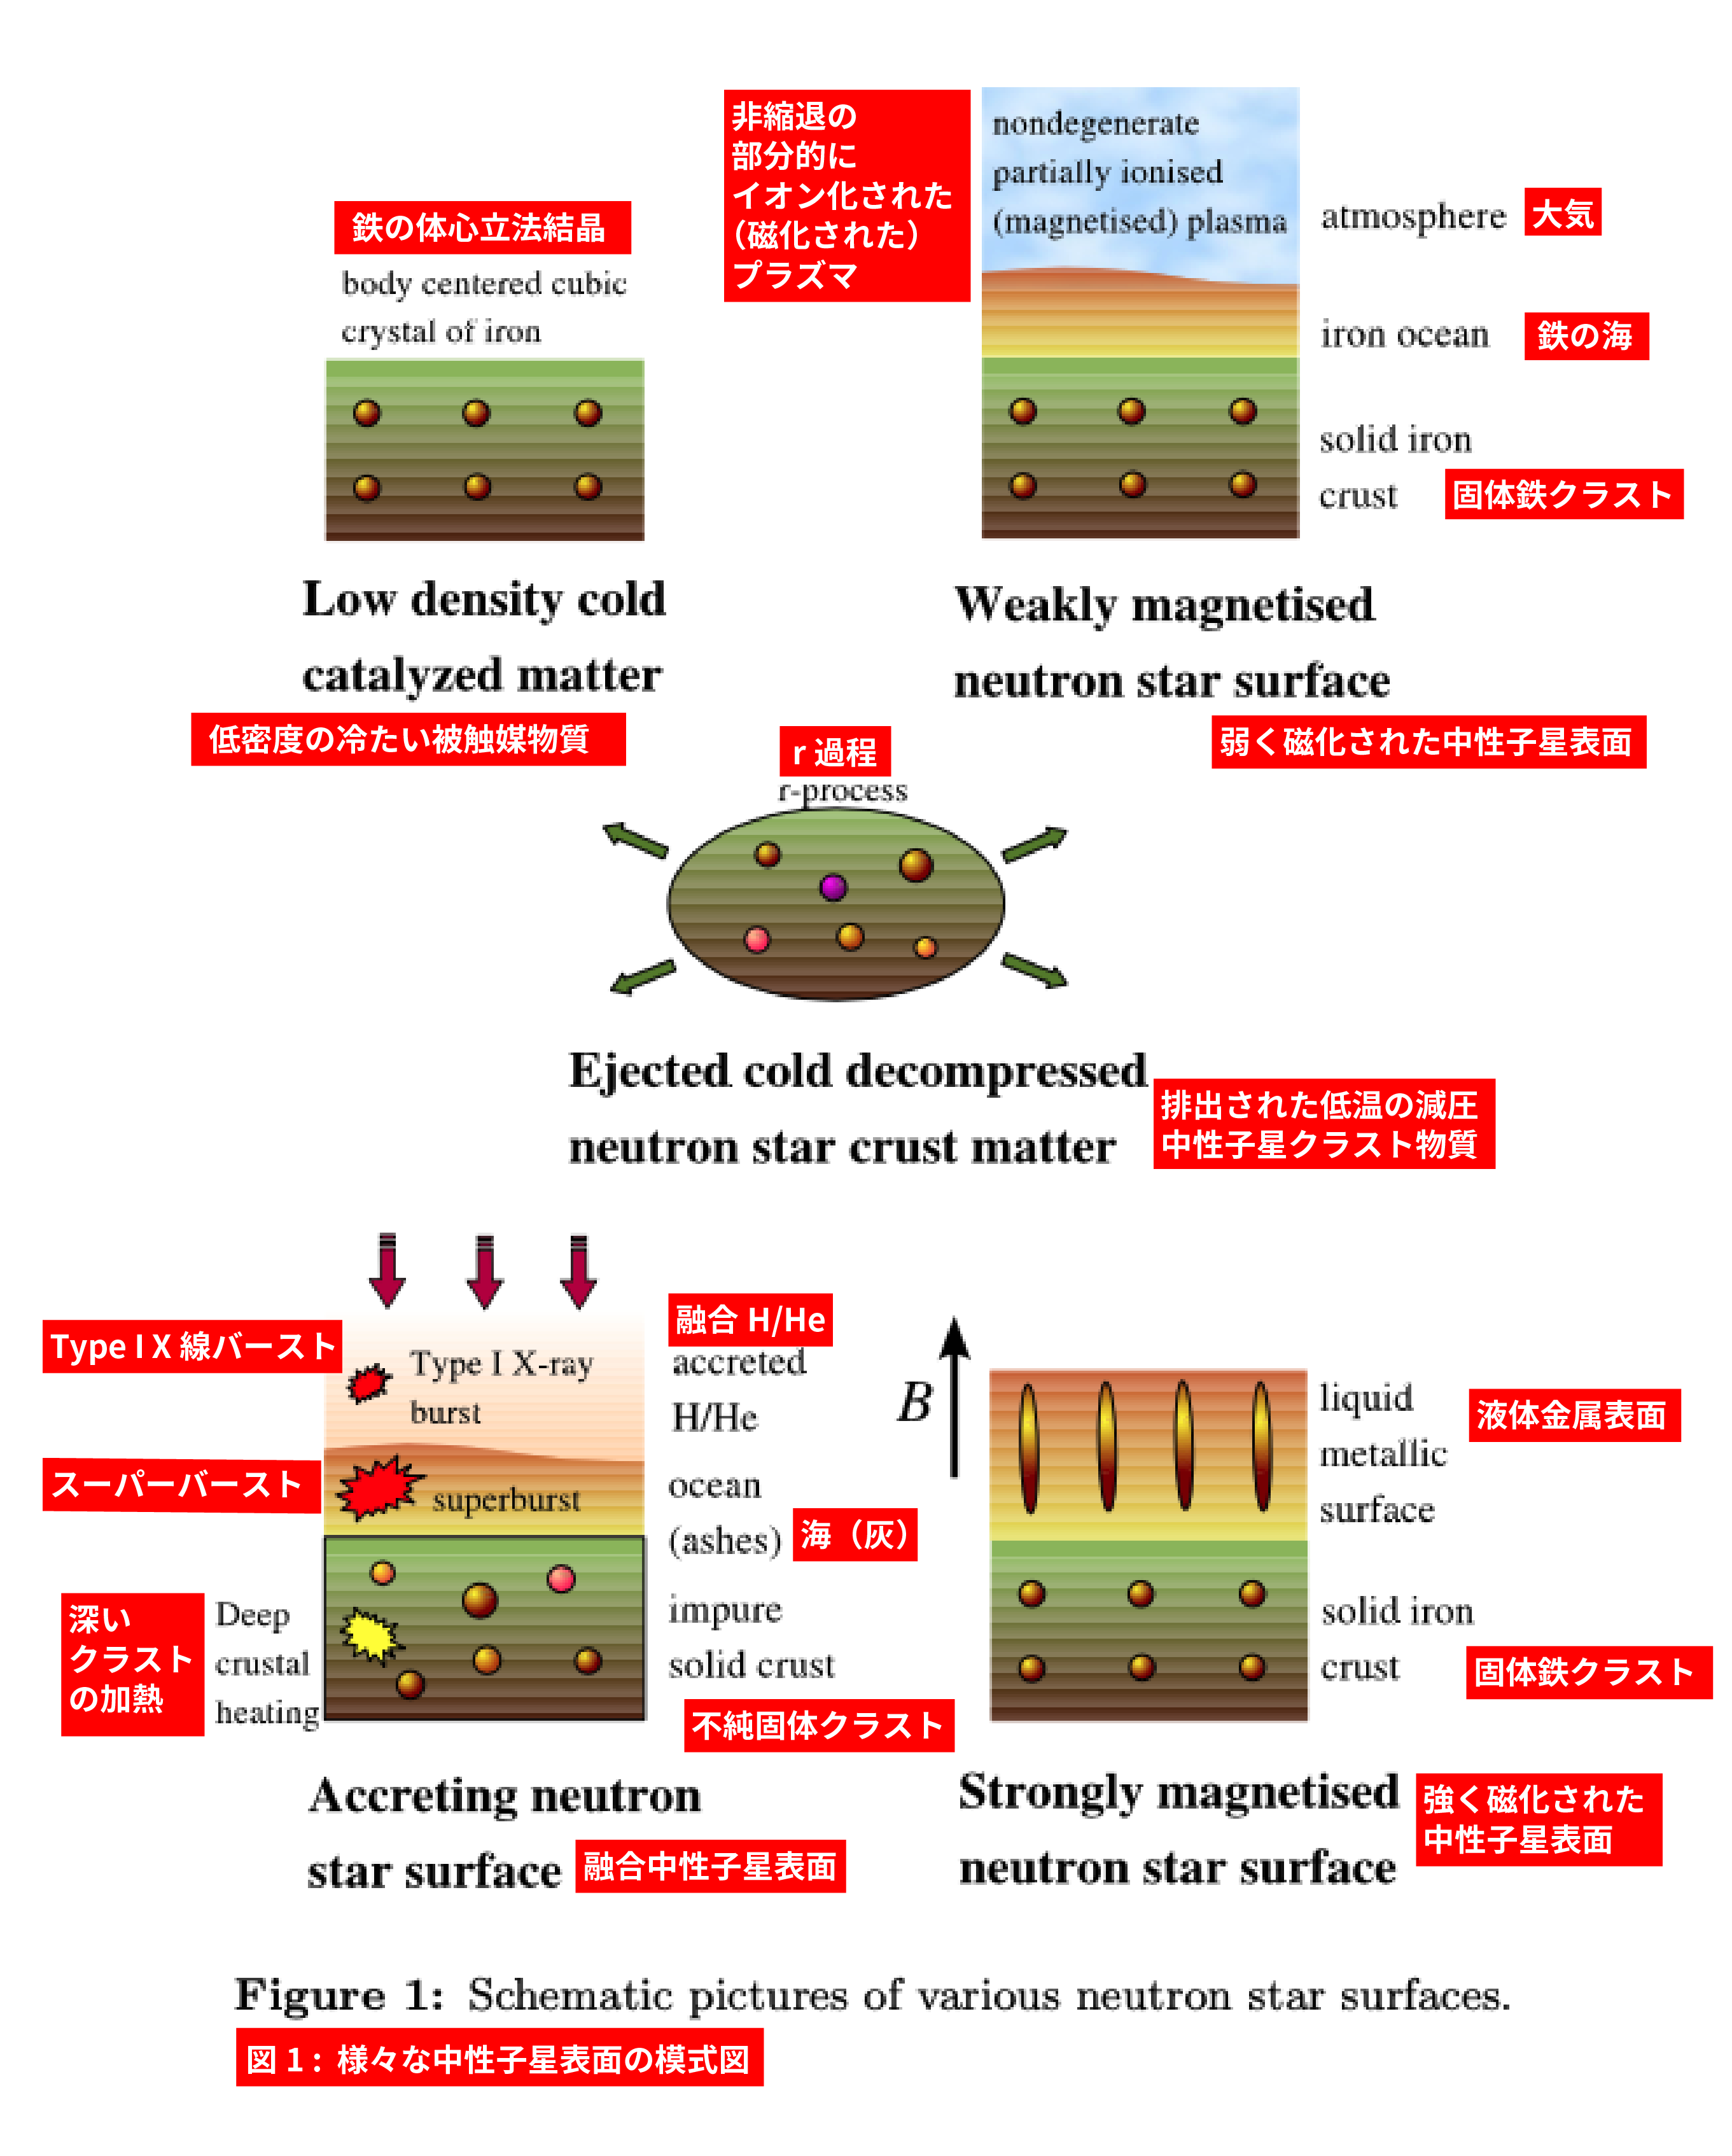 鉄の体心立法結晶
body centered cubic
crystal of iron
Low density cold
catalyzed matter
低密度の冷たい被触媒物質
非縮退の
部分的に
イオン化された
（磁化された）
プラズマ
nondegenerate
partially ionised
(magnetised) plasma
atmosphere
大気
iron ocean
鉄の海
solid iron
crust
固体鉄クラスト
Weakly magnetised
neutron star surface
弱く磁化された中性子星表面
r 過程
r-process
Ejected cold decompressed
neutron star crust matter
排出された低温の減圧
中性子星クラスト物質
Type I X 線バースト
Type I X-ray
burst
融合 H/He
accreted
H/He
スーパーバースト
superburst
ocean
(ashes)
海（灰）
深い
クラスト
の加熱
Deep
crustal
heating
impure
solid crust
不純固体クラスト
Accreting neutron
star surface
融合中性子星表面
B
liquid
metallic
surface
液体金属表面
solid iron
crust
固体鉄クラスト
Strongly magnetised
neutron star surface
強く磁化された
中性子星表面
Figure 1: Schematic pictures of various neutron star surfaces.
図 1 : 様々な中性子星表面の模式図